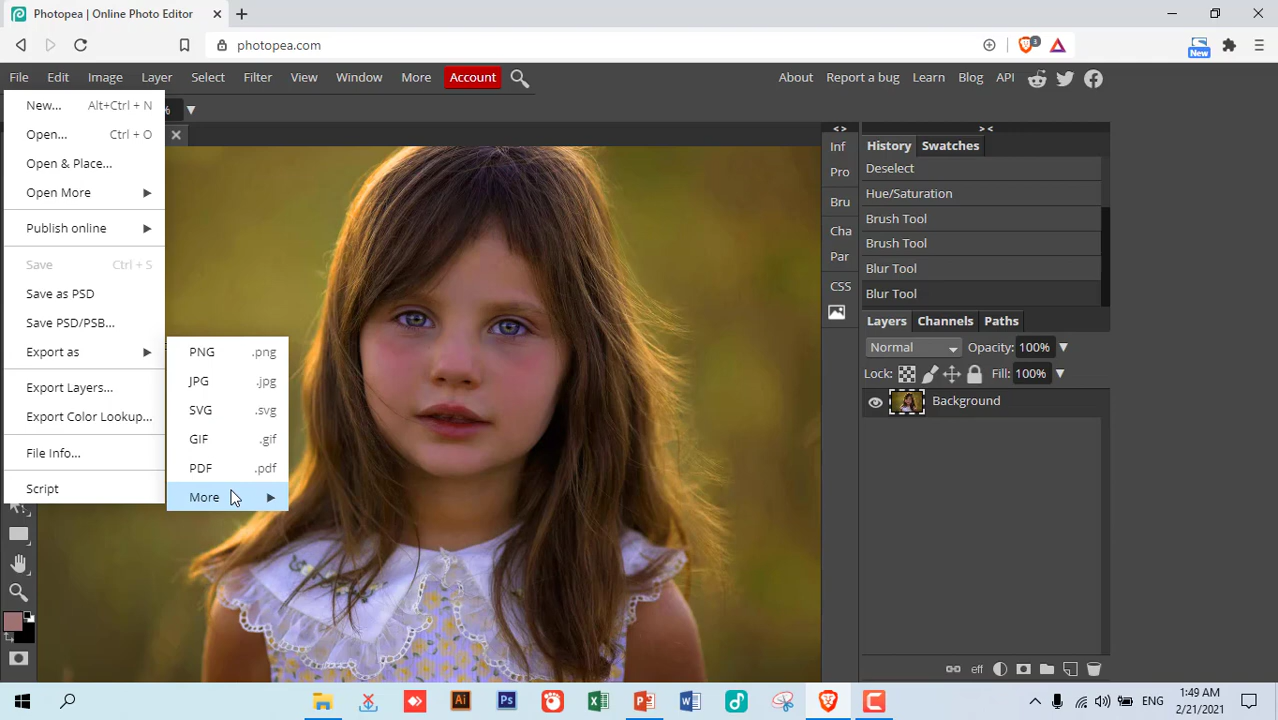 Photopea | Online Photo Editor
photopea.com
3
New
File Edit Image Layer Select Filter View Window More Account
About Report a bug Learn Blog API
%
New... Alt+Ctrl + N
Open... Ctrl + O
Open & Place...
Open More
Publish online
Save Ctrl + S
Save as PSD
Save PSD/PSB...
Export as
Export Layers...
Export Color Lookup...
File Info...
Script
PNG .png
JPG .jpg
SVG .svg
GIF .gif
PDF .pdf
More
< >
Inf
Pro
Bru
Cha
Par
CSS
> <
History Swatches
Deselect
Hue/Saturation
Brush Tool
Brush Tool
Blur Tool
Blur Tool
Layers Channels Paths
Normal Opacity: 100%
Lock: Fill: 100%
Background
eff
Ai Ps
ENG
1:49 AM
2/21/2021